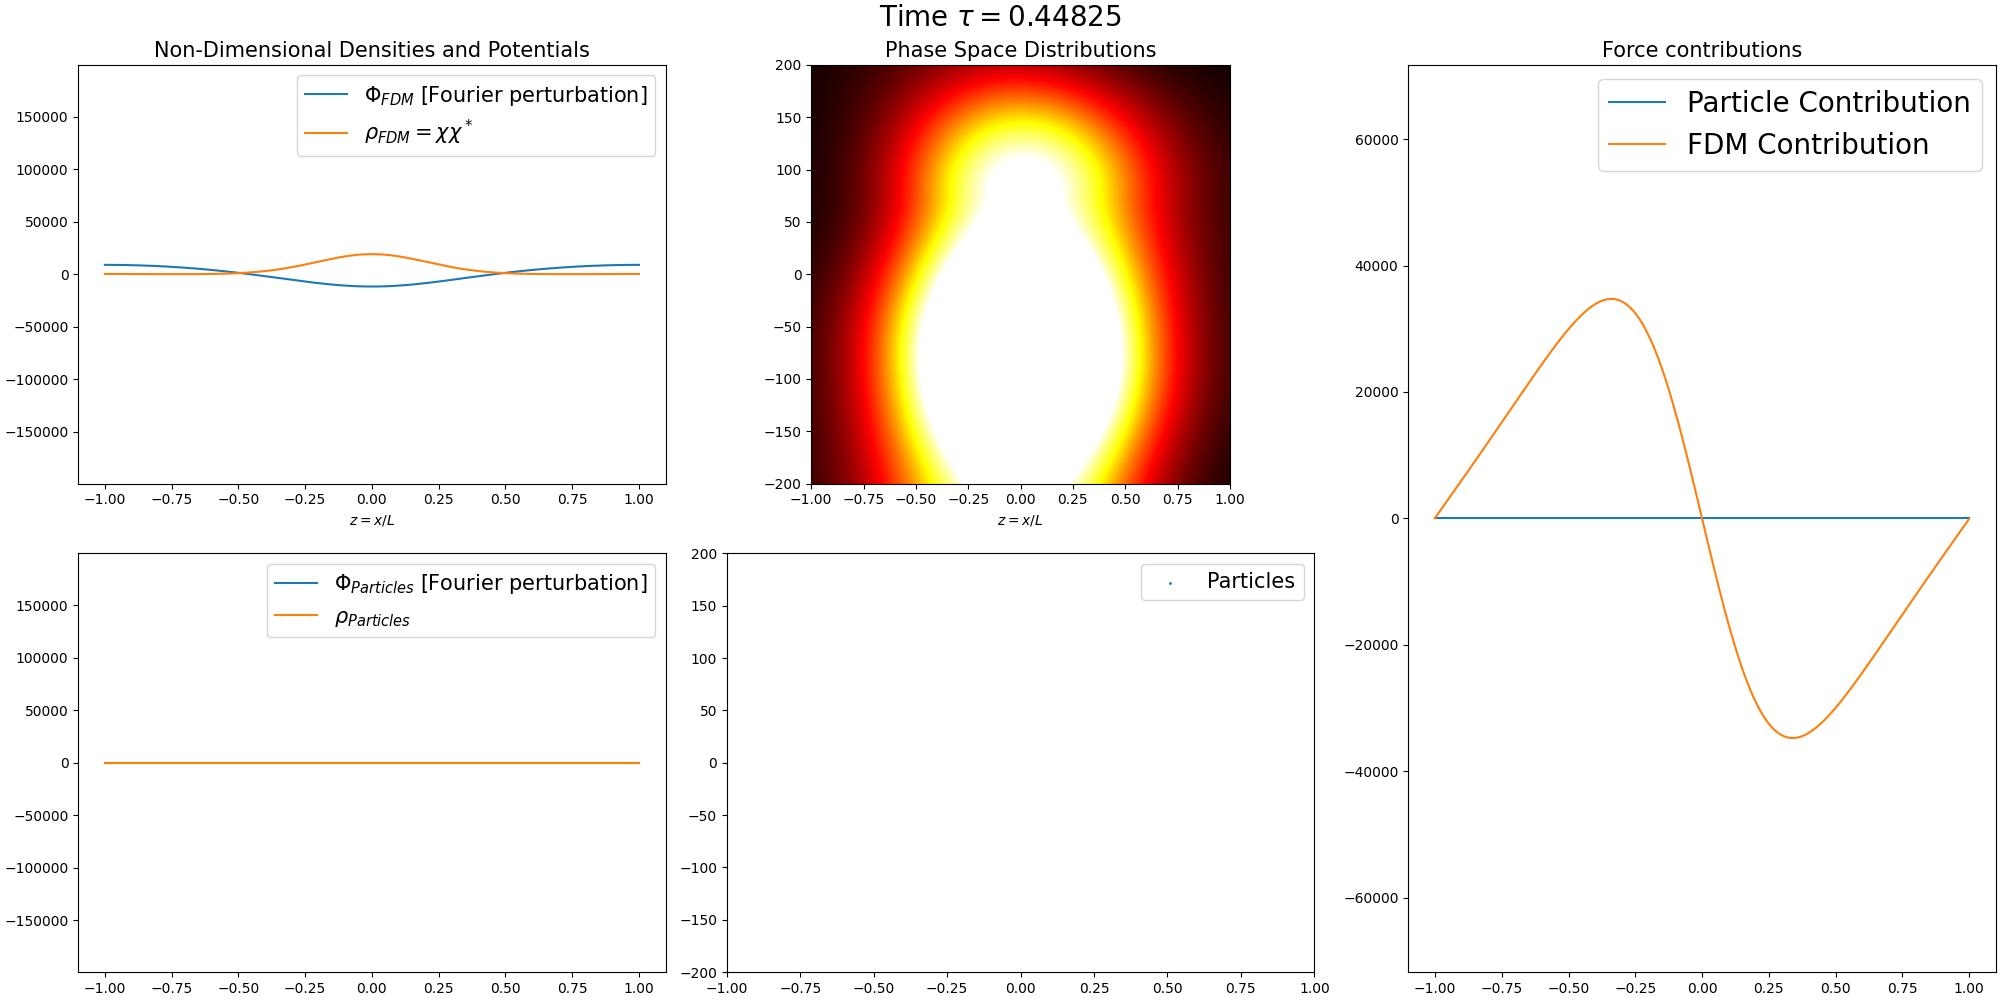 Time τ = 0.44825
Non-Dimensional Densities and Potentials
Φ_FDM [Fourier perturbation]
ρ_FDM = χχ*
150000
100000
50000
0
−50000
−100000
−150000
−1.00 −0.75 −0.50 −0.25 0.00 0.25 0.50 0.75 1.00
z = x/L
Phase Space Distributions
200
150
100
50
0
−50
−100
−150
−200
−1.00 −0.75 −0.50 −0.25 0.00 0.25 0.50 0.75 1.00
z = x/L
Force contributions
Particle Contribution
FDM Contribution
60000
40000
20000
0
−20000
−40000
−60000
−1.00 −0.75 −0.50 −0.25 0.00 0.25 0.50 0.75 1.00
Φ_Particles [Fourier perturbation]
ρ_Particles
150000
100000
50000
0
−50000
−100000
−150000
−1.00 −0.75 −0.50 −0.25 0.00 0.25 0.50 0.75 1.00
Particles
200
150
100
50
0
−50
−100
−150
−200
−1.00 −0.75 −0.50 −0.25 0.00 0.25 0.50 0.75 1.00